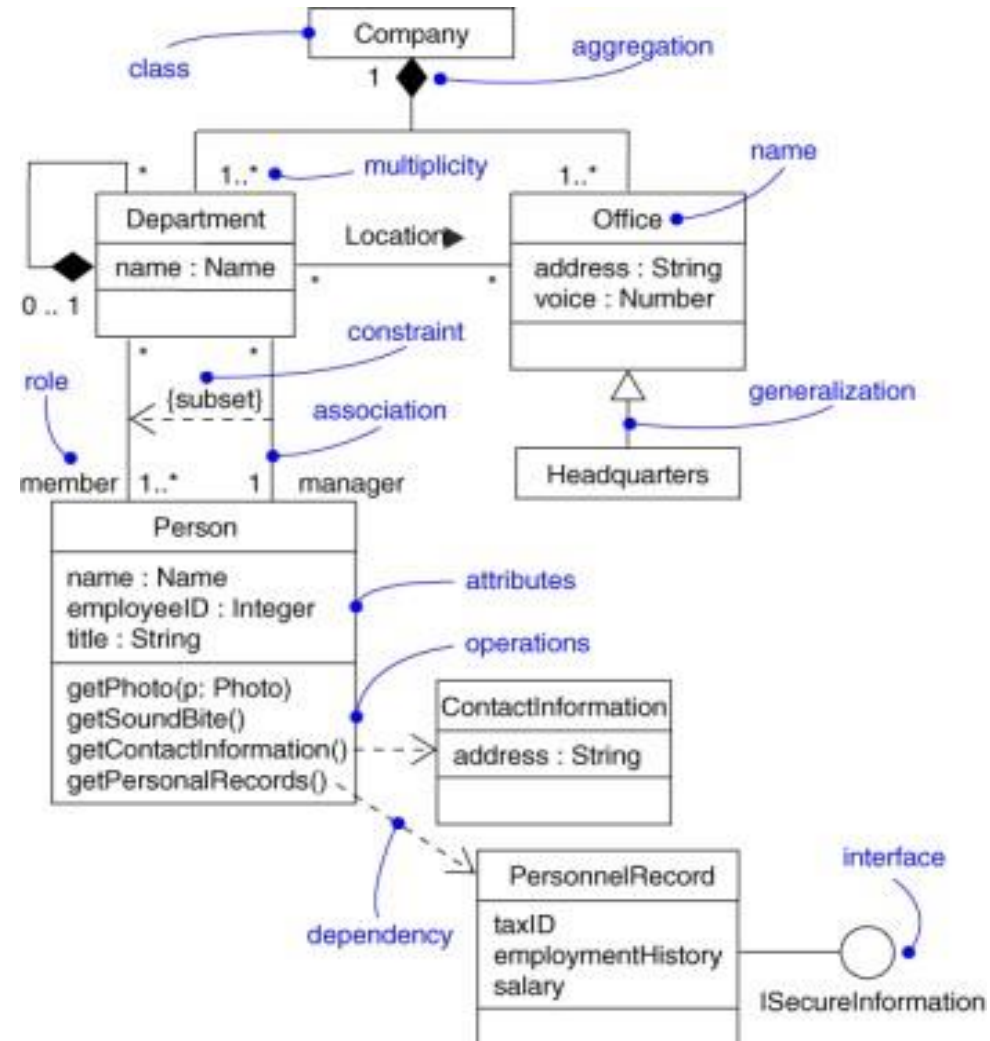 Company
class
aggregation
1
* 1..* multiplicity 1..* name
Department
name : Name
Location
Office
address : String
voice : Number
* *
0 .. 1
* *
constraint
role
{subset}
association
generalization
member 1..* 1 manager
Headquarters
Person
name : Name
employeeID : Integer
title : String
attributes
operations
getPhoto(p: Photo)
getSoundBite()
getContactInformation()
getPersonalRecords()
ContactInformation
address : String
dependency
PersonnelRecord
taxID
employmentHistory
salary
interface
ISecureInformation